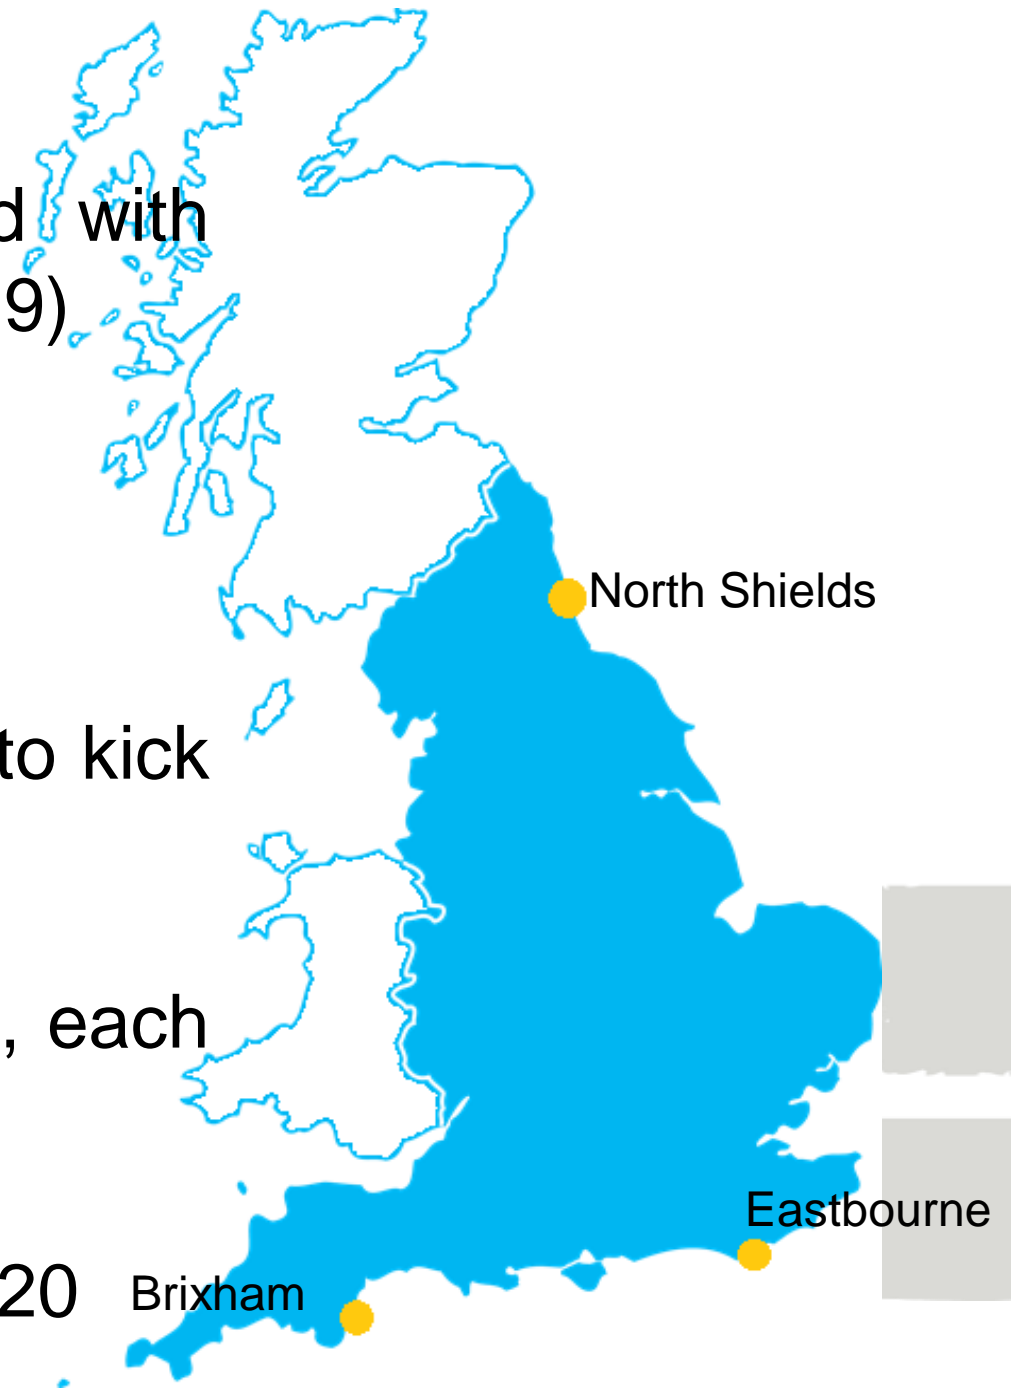 d with
9)
North Shields
to kick
, each
Eastbourne
20
Brixham